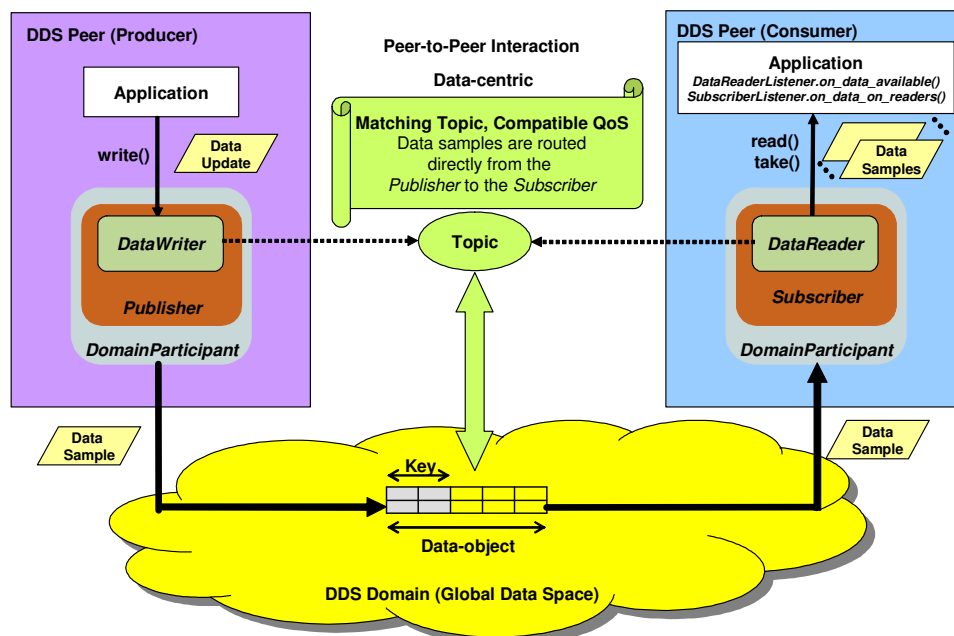 DDS Peer (Producer)
Application
write()
Data
Update
DataWriter
Publisher
DomainParticipant
Data
Sample
Peer-to-Peer Interaction
Data-centric
Matching Topic, Compatible QoS
Data samples are routed
directly from the
Publisher to the Subscriber
Topic
DDS Peer (Consumer)
Application
DataReaderListener.on_data_available()
SubscriberListener.on_data_on_readers()
read()
take()
Data
Samples
DataReader
Subscriber
DomainParticipant
Data
Sample
Key
Data-object
DDS Domain (Global Data Space)